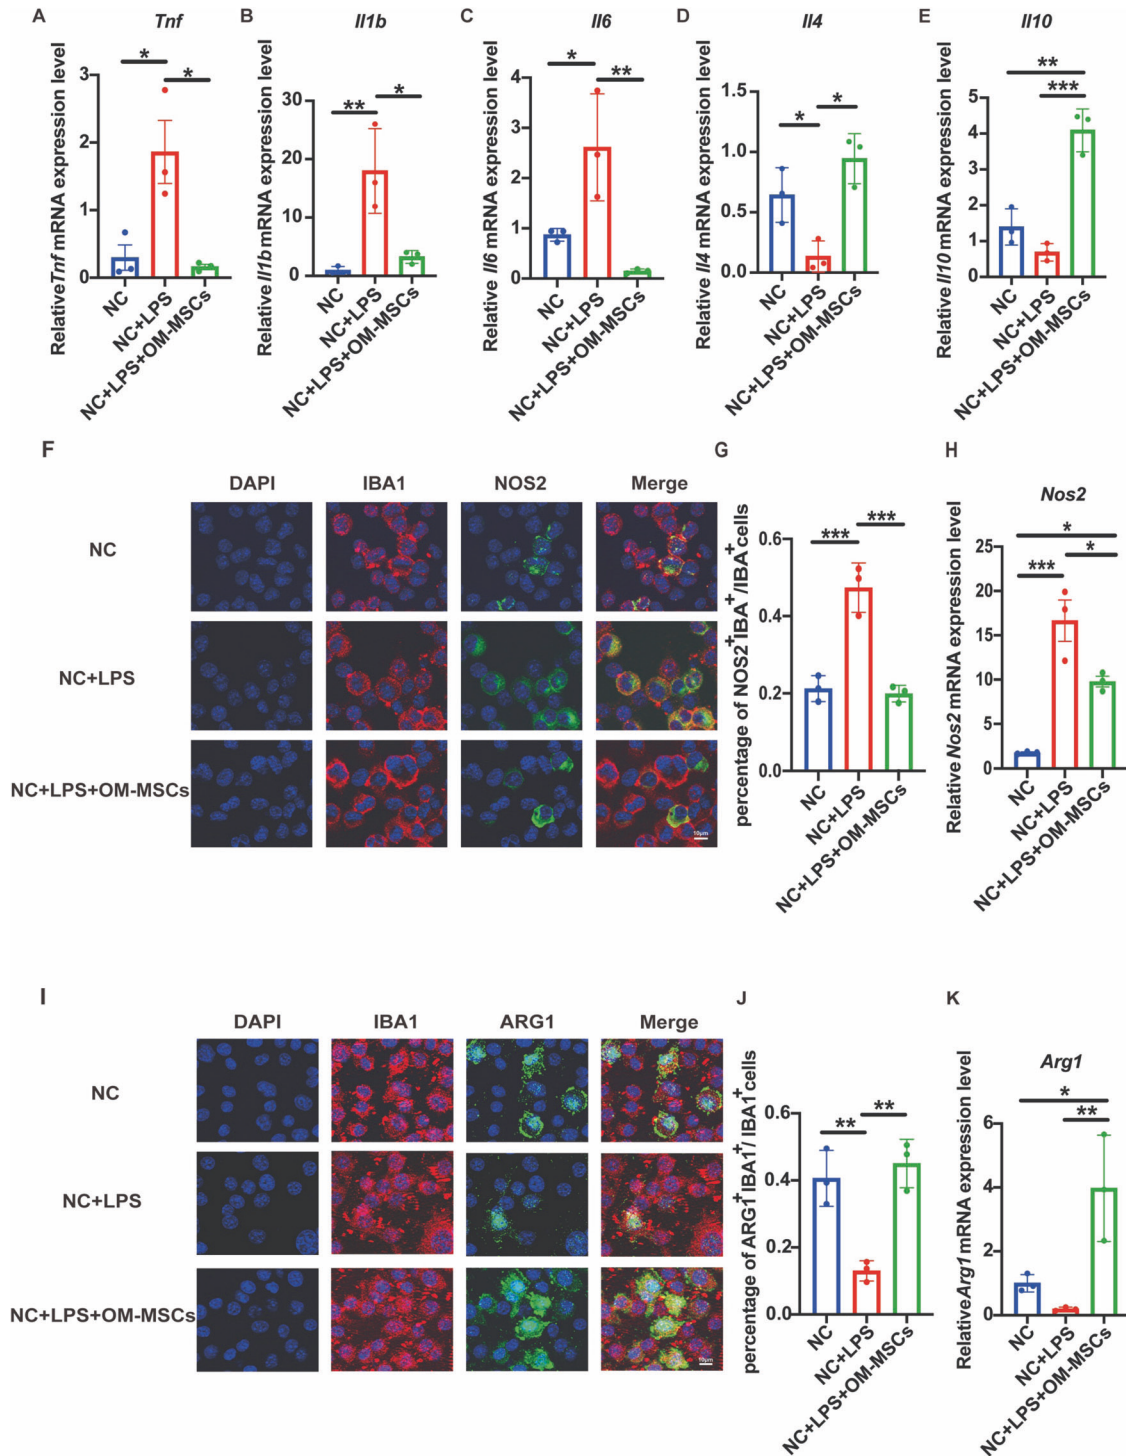 A
Tnf
Relative Tnf mRNA expression level
*
*
3
2
1
0
NC
NC+LPS
NC+LPS+OM-MSCs
B
Il1b
Relative Il1b mRNA expression level
**
*
30
20
10
0
NC
NC+LPS
NC+LPS+OM-MSCs
C
Il6
Relative Il6 mRNA expression level
*
**
4
3
2
1
0
NC
NC+LPS
NC+LPS+OM-MSCs
D
Il4
Relative Il4 mRNA expression level
*
*
1.5
1.0
0.5
0.0
NC
NC+LPS
NC+LPS+OM-MSCs
E
Il10
Relative Il10 mRNA expression level
**
***
5
4
3
2
1
0
NC
NC+LPS
NC+LPS+OM-MSCs
F
DAPI IBA1 NOS2 Merge
NC
NC+LPS
NC+LPS+OM-MSCs
10μm
G
percentage of NOS2+IBA+/IBA+cells
*** ***
0.6
0.4
0.2
0.0
NC
NC+LPS
NC+LPS+OM-MSCs
H
Nos2
Relative Nos2 mRNA expression level
*
*** *
25
20
15
10
5
0
NC
NC+LPS
NC+LPS+OM-MSCs
I
DAPI IBA1 ARG1 Merge
NC
NC+LPS
NC+LPS+OM-MSCs
10μm
J
percentage of ARG1+IBA1+/ IBA1+cells
** **
0.6
0.4
0.2
0.0
NC
NC+LPS
NC+LPS+OM-MSCs
K
Arg1
Relative Arg1 mRNA expression level
*
**
6
4
2
0
NC
NC+LPS
NC+LPS+OM-MSCs